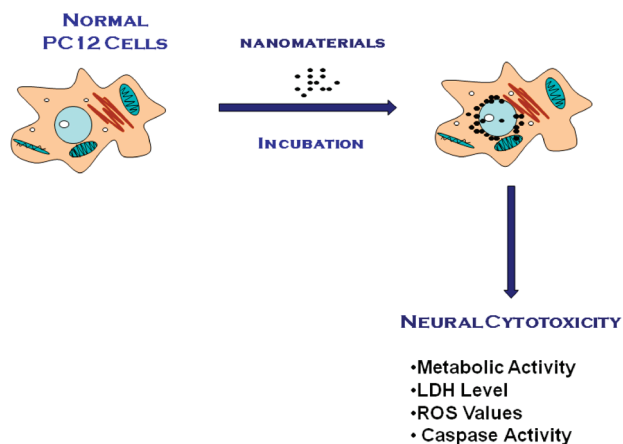 NORMAL
PC12 CELLS
NANOMATERIALS
INCUBATION
NEURAL CYTOTOXICITY
•Metabolic Activity
•LDH Level
•ROS Values
• Caspase Activity